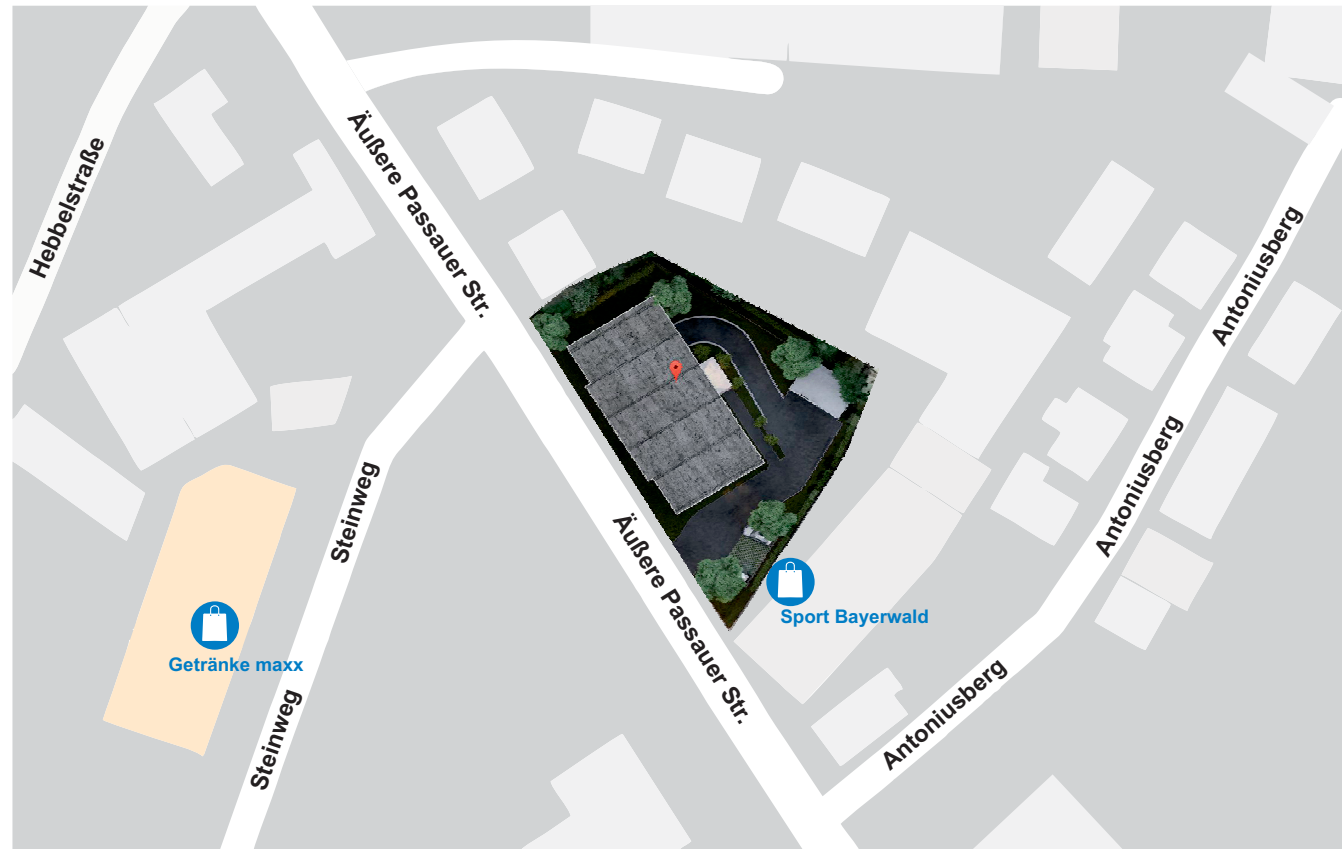 Äußere Passauer Str.
Hebbelstraße
Antoniusberg
Antoniusberg
Steinweg
Äußere Passauer Str.
Sport Bayerwald
Getränke maxx
Antoniusberg
Steinweg